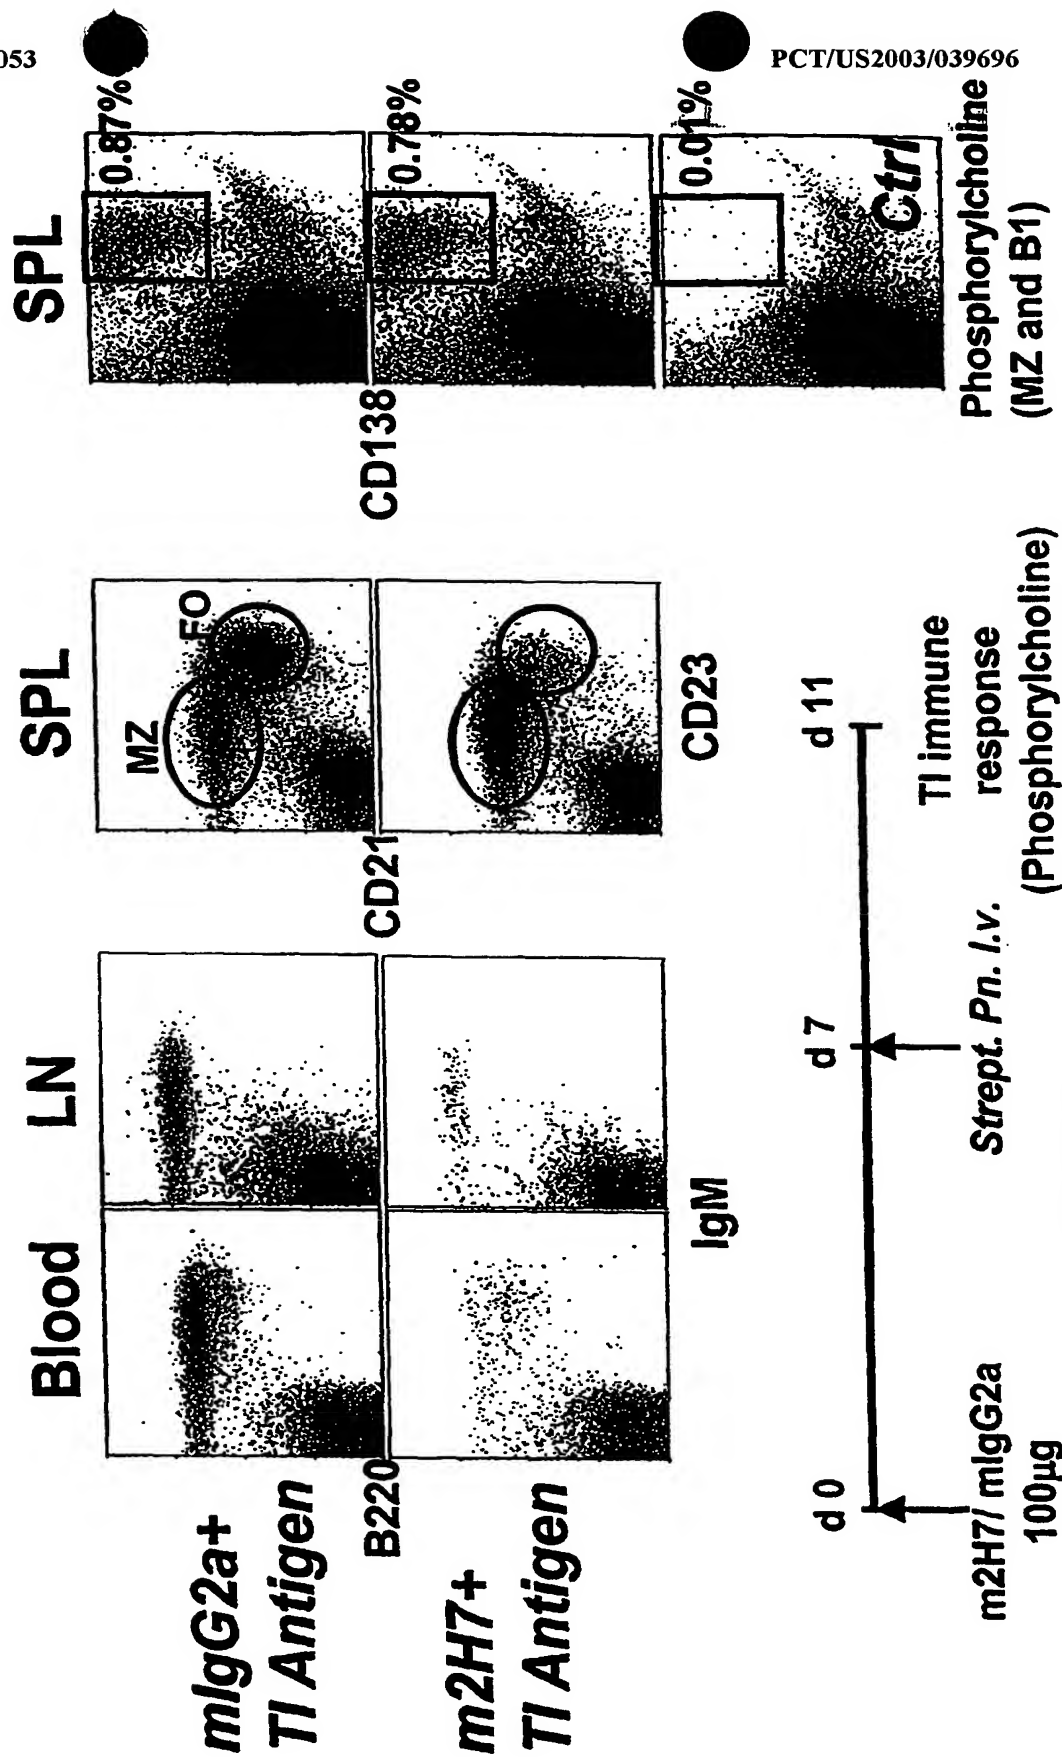 053
PCT/US2003/039696
Blood
LN
SPL
SPL
mIgG2a+
TI Antigen
m2H7+
TI Antigen
B220
IgM
CD21
CD23
MZ
FO
CD138
0.87%
0.78%
0.01%
Ctrl
Phosphorylcholine
(MZ and B1)
d 0
d 7
d 11
m2H7/ mIgG2a
100µg
Strept. Pn. I.v.
TI immune
response
(Phosphorylcholine)